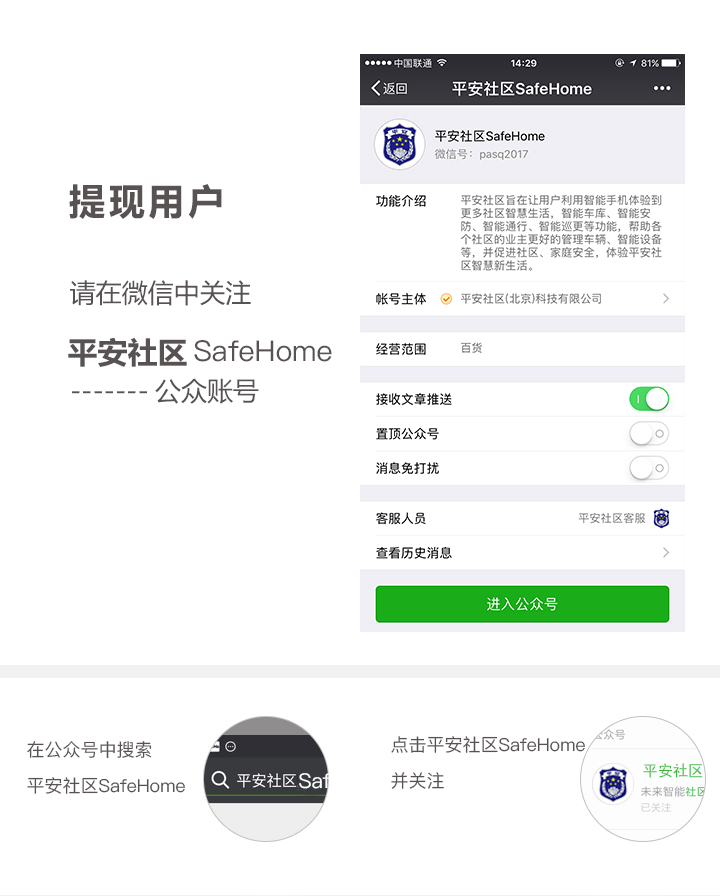 提现用户
请在微信中关注
平安社区 SafeHome
------- 公众账号
中国联通 14:29 81%
返回 平安社区SafeHome
平安社区SafeHome
微信号：pasq2017
功能介绍 平安社区旨在让用户利用智能手机体验到
更多社区智慧生活，智能车库、智能安
防、智能通行、智能巡更等功能，帮助各
个社区的业主更好的管理车辆、智能设备
等，并促进社区、家庭安全，体验平安社
区智慧新生活。
帐号主体 平安社区(北京)科技有限公司
经营范围 百货
接收文章推送
置顶公众号
消息免打扰
客服人员 平安社区客服
查看历史消息
进入公众号
在公众号中搜索
平安社区SafeHome
平安社区Saf
点击平安社区SafeHome
并关注
公众号
平安社区
未来智能社区
已关注